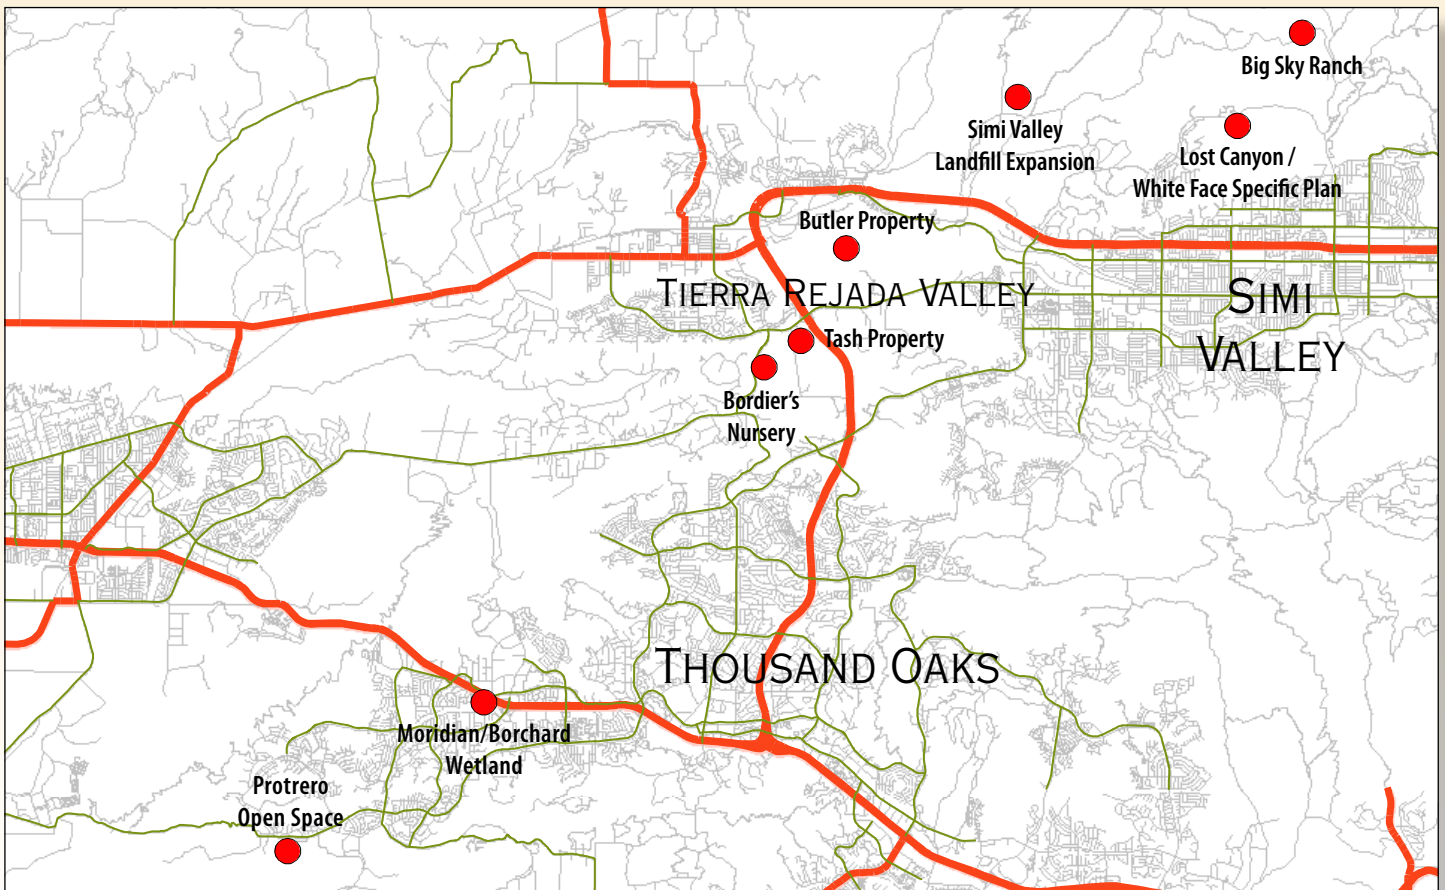 Big Sky Ranch
Simi Valley
Landfill Expansion
Lost Canyon /
White Face Specific Plan
Butler Property
TIERRA REJADA VALLEY
SIMI
VALLEY
Tash Property
Bordier's
Nursery
THOUSAND OAKS
Moridian/Borchard
Wetland
Protrero
Open Space